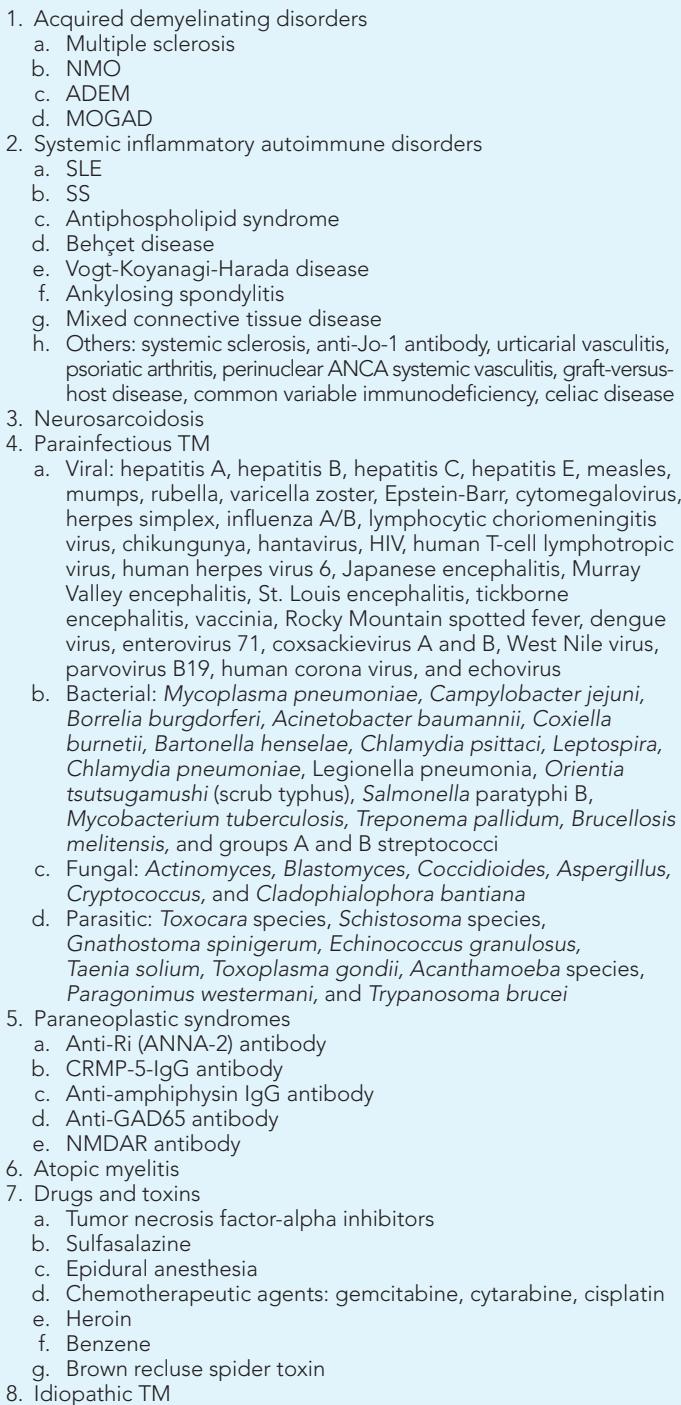 1. Acquired demyelinating disorders
a. Multiple sclerosis
b. NMO
c. ADEM
d. MOGAD
2. Systemic inflammatory autoimmune disorders
a. SLE
b. SS
c. Antiphospholipid syndrome
d. Behçet disease
e. Vogt-Koyanagi-Harada disease
f. Ankylosing spondylitis
g. Mixed connective tissue disease
h. Others: systemic sclerosis, anti-Jo-1 antibody, urticarial vasculitis,
psoriatic arthritis, perinuclear ANCA systemic vasculitis, graft-versus-
host disease, common variable immunodeficiency, celiac disease
3. Neurosarcoidosis
4. Parainfectious TM
a. Viral: hepatitis A, hepatitis B, hepatitis C, hepatitis E, measles,
mumps, rubella, varicella zoster, Epstein-Barr, cytomegalovirus,
herpes simplex, influenza A/B, lymphocytic choriomeningitis
virus, chikungunya, hantavirus, HIV, human T-cell lymphotropic
virus, human herpes virus 6, Japanese encephalitis, Murray
Valley encephalitis, St. Louis encephalitis, tickborne
encephalitis, vaccinia, Rocky Mountain spotted fever, dengue
virus, enterovirus 71, coxsackievirus A and B, West Nile virus,
parvovirus B19, human corona virus, and echovirus
b. Bacterial: Mycoplasma pneumoniae, Campylobacter jejuni,
Borrelia burgdorferi, Acinetobacter baumannii, Coxiella
burnetii, Bartonella henselae, Chlamydia psittaci, Leptospira,
Chlamydia pneumoniae, Legionella pneumonia, Orientia
tsutsugamushi (scrub typhus), Salmonella paratyphi B,
Mycobacterium tuberculosis, Treponema pallidum, Brucellosis
melitensis, and groups A and B streptococci
c. Fungal: Actinomyces, Blastomyces, Coccidioides, Aspergillus,
Cryptococcus, and Cladophialophora bantiana
d. Parasitic: Toxocara species, Schistosoma species,
Gnathostoma spinigerum, Echinococcus granulosus,
Taenia solium, Toxoplasma gondii, Acanthamoeba species,
Paragonimus westermani, and Trypanosoma brucei
5. Paraneoplastic syndromes
a. Anti-Ri (ANNA-2) antibody
b. CRMP-5-IgG antibody
c. Anti-amphiphysin IgG antibody
d. Anti-GAD65 antibody
e. NMDAR antibody
6. Atopic myelitis
7. Drugs and toxins
a. Tumor necrosis factor-alpha inhibitors
b. Sulfasalazine
c. Epidural anesthesia
d. Chemotherapeutic agents: gemcitabine, cytarabine, cisplatin
e. Heroin
f. Benzene
g. Brown recluse spider toxin
8. Idiopathic TM